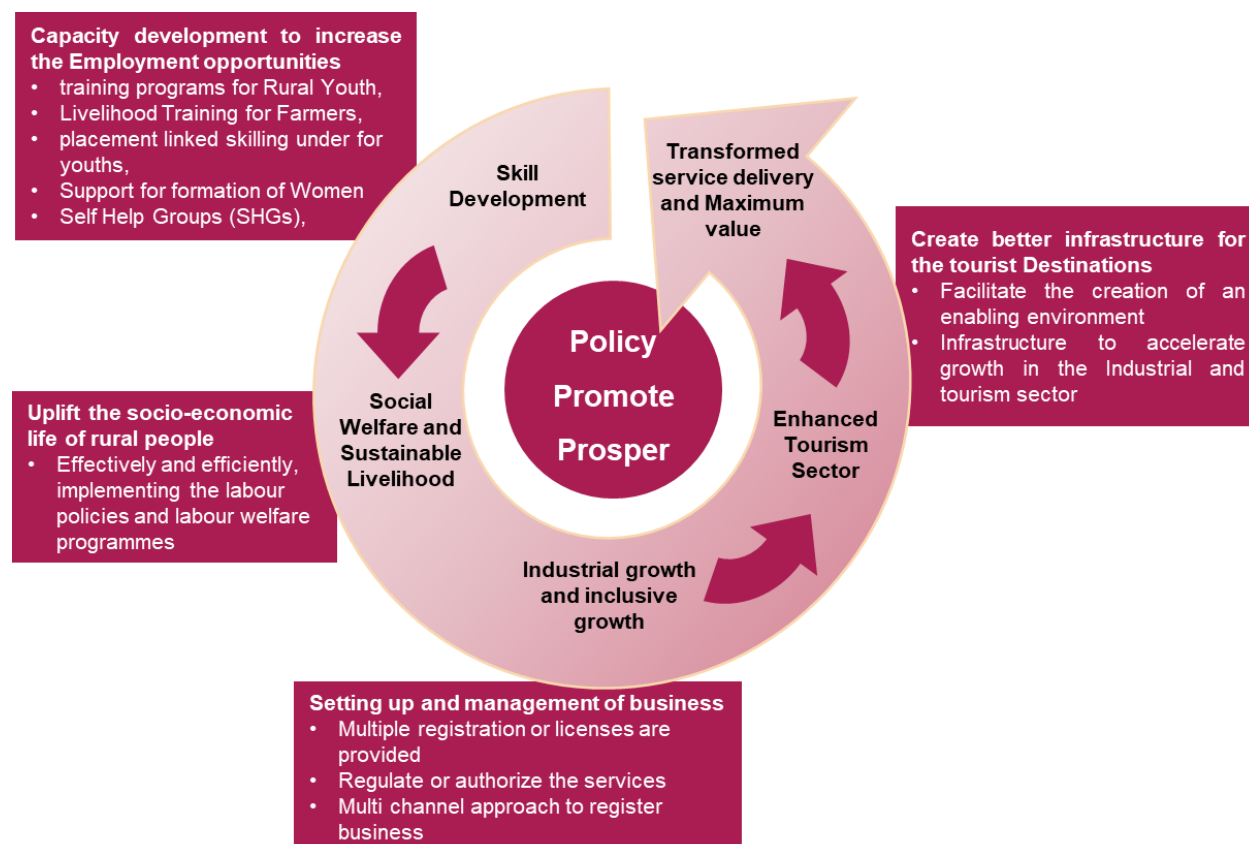 Capacity development to increase
the Employment opportunities
• training programs for Rural Youth,
• Livelihood Training for Farmers,
• placement linked skilling under for
youths,
• Support for formation of Women
• Self Help Groups (SHGs),
Skill
Development
Transformed
service delivery
and Maximum
value
Create better infrastructure for
the tourist Destinations
• Facilitate the creation of an
enabling environment
• Infrastructure to accelerate
growth in the Industrial and
tourism sector
Policy
Promote
Prosper
Uplift the socio-economic
life of rural people
• Effectively and efficiently,
implementing the labour
policies and labour welfare
programmes
Social
Welfare and
Sustainable
Livelihood
Enhanced
Tourism
Sector
Industrial growth
and inclusive
growth
Setting up and management of business
• Multiple registration or licenses are
provided
• Regulate or authorize the services
• Multi channel approach to register
business